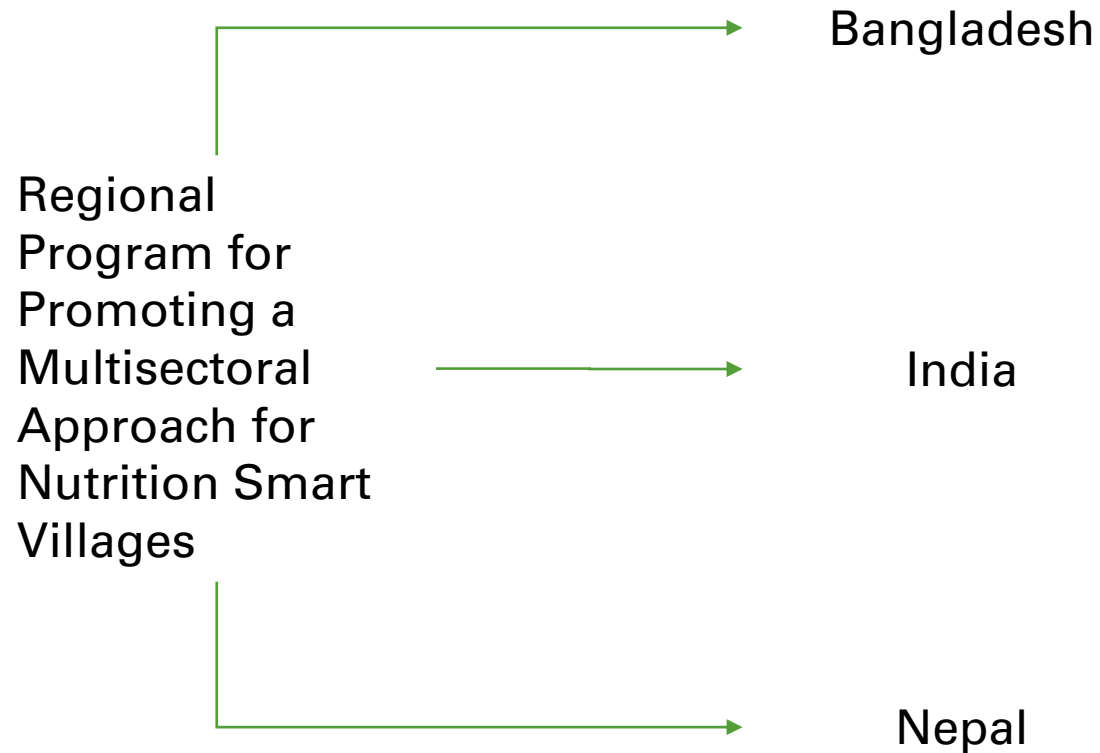 Bangladesh
Regional
Program for
Promoting a
Multisectoral
Approach for
Nutrition Smart
Villages
India
Nepal